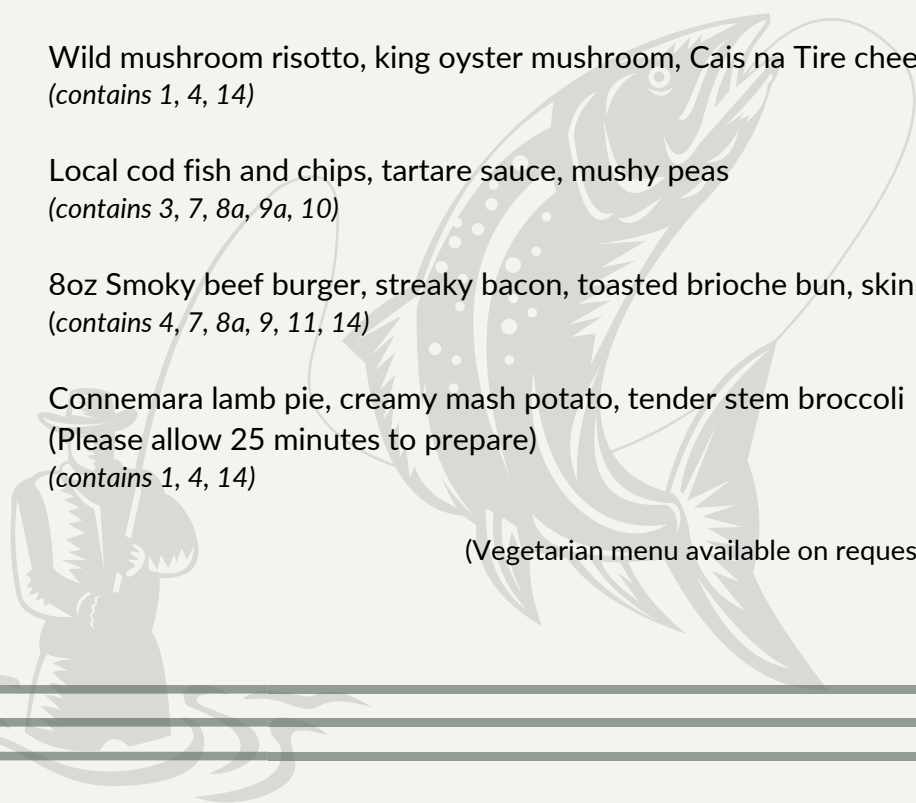 Wild mushroom risotto, king oyster mushroom, Cais na Tire chee
(contains 1, 4, 14)
Local cod fish and chips, tartare sauce, mushy peas
(contains 3, 7, 8a, 9a, 10)
8oz Smoky beef burger, streaky bacon, toasted brioche bun, skin
(contains 4, 7, 8a, 9, 11, 14)
Connemara lamb pie, creamy mash potato, tender stem broccoli
(Please allow 25 minutes to prepare)
(contains 1, 4, 14)
(Vegetarian menu available on reques